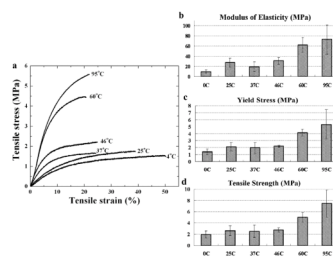 a
Tensile stress (MPa)
6
5
4
3
2
1
0
95°C
60°C
46°C
37°C
25°C
4°C
0 10 20 30 40 50
Tensile strain (%)
b
Modulus of Elasticity (MPa)
100
80
60
40
20
0
0C 25C 37C 46C 60C 95C
c
Yield Stress (MPa)
8
7
6
5
4
3
2
1
0
0C 25C 37C 46C 60C 95C
d
Tensile Strength (MPa)
10
8
6
4
2
0
0C 25C 37C 46C 60C 95C